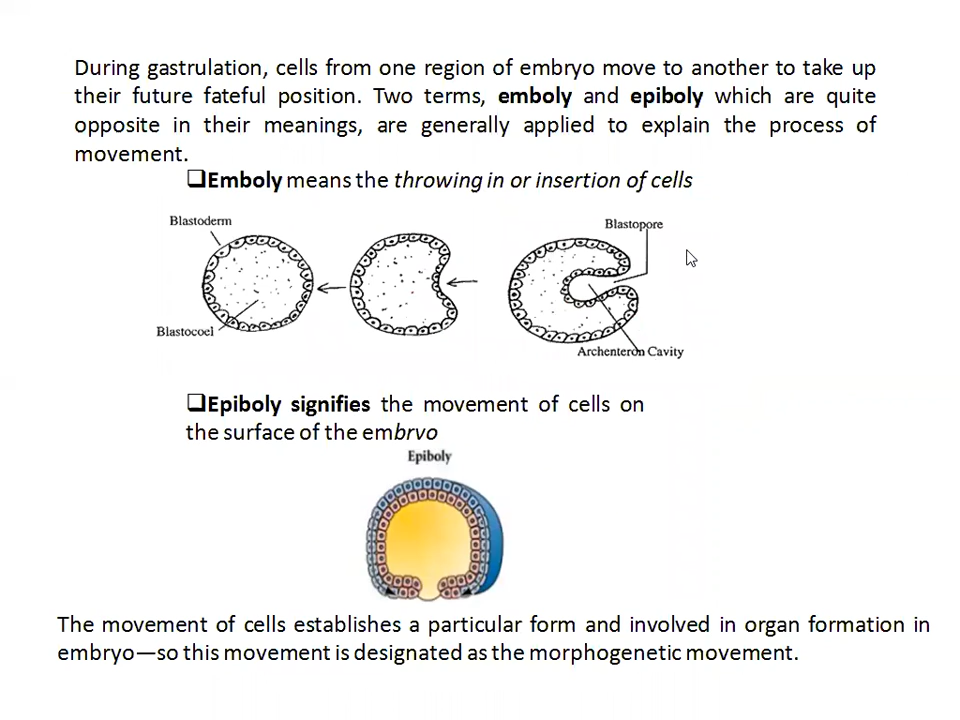 During gastrulation, cells from one region of embryo move to another to take up
their future fateful position. Two terms, emboly and epiboly which are quite
opposite in their meanings, are generally applied to explain the process of
movement.
❑Emboly means the throwing in or insertion of cells
Blastoderm
Blastopore
Blastocoel
Archenteron Cavity
❑Epiboly signifies the movement of cells on
the surface of the embrvo
Epiboly
The movement of cells establishes a particular form and involved in organ formation in
embryo—so this movement is designated as the morphogenetic movement.